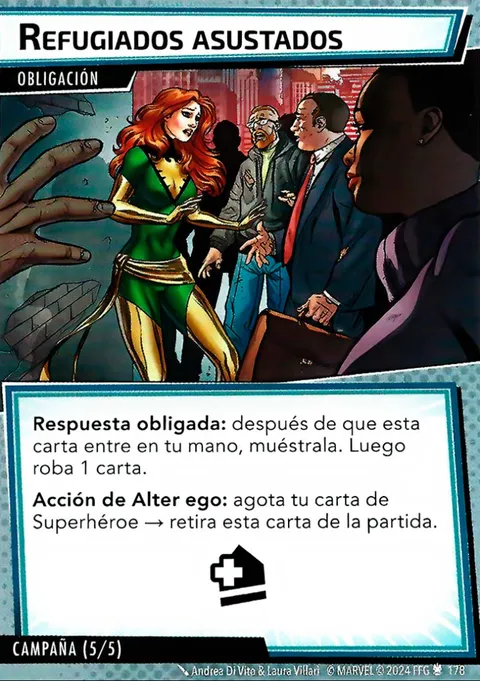 REFUGIADOS ASUSTADOS
OBLIGACIÓN
Respuesta obligada: después de que esta
carta entre en tu mano, muéstrala. Luego
roba 1 carta.
Acción de Alter ego: agota tu carta de
Superhéroe → retira esta carta de la partida.
CAMPAÑA (5/5)
Andrea Di Vito & Laura Villari © MARVEL © 2024 FFG 178